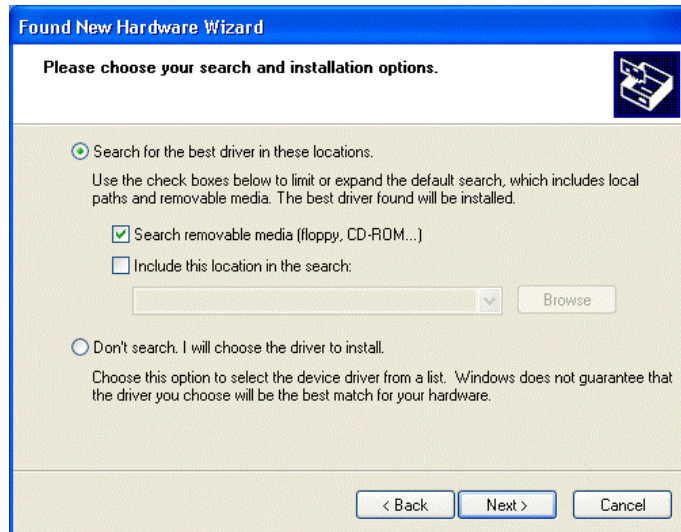 Found New Hardware Wizard
Please choose your search and installation options.
Search for the best driver in these locations.
Use the check boxes below to limit or expand the default search, which includes local
paths and removable media. The best driver found will be installed.
Search removable media (floppy, CD-ROM...)
Include this location in the search:
Browse
Don't search. I will choose the driver to install.
Choose this option to select the device driver from a list. Windows does not guarantee that
the driver you choose will be the best match for your hardware.
< Back Next > Cancel